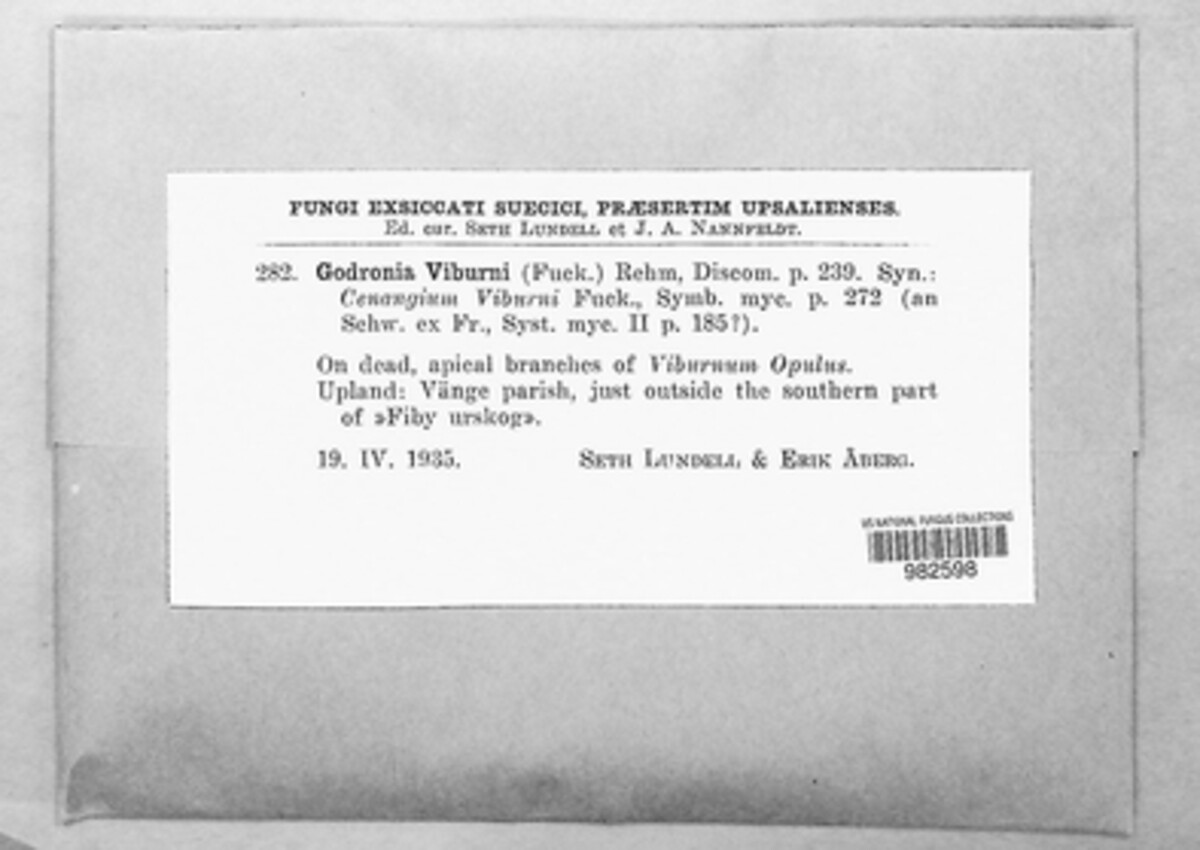 FUNGI EXSICCATI SUECICI, PRÆSERTIM UPSALIENSES.
Ed. cur. SETH LUNDELL et J. A. NANNFELDT.
282. Godronia Viburni (Fuck.) Rehm, Discom. p. 239. Syn.:
Cenangium Viburni Fuck., Symb. myc. p. 272 (an
Schw. ex Fr., Syst. myc. II p. 185?).
On dead, apical branches of Viburnum Opulus.
Upland: Vänge parish, just outside the southern part
of »Fiby urskog».
19. IV. 1935. SETH LUNDELL & ERIK ÅBERG.
US NATIONAL FUNGUS COLLECTIONS
982598